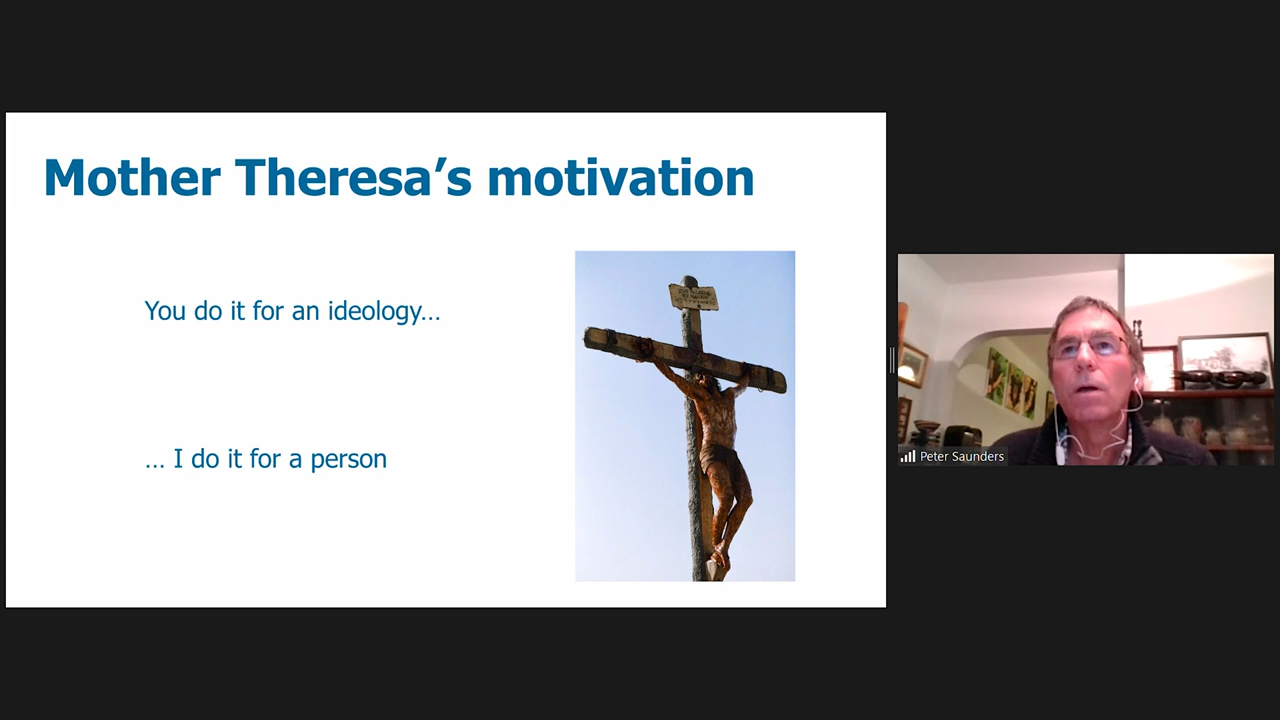 Mother Theresa’s motivation
You do it for an ideology…
… I do it for a person
Peter Saunders